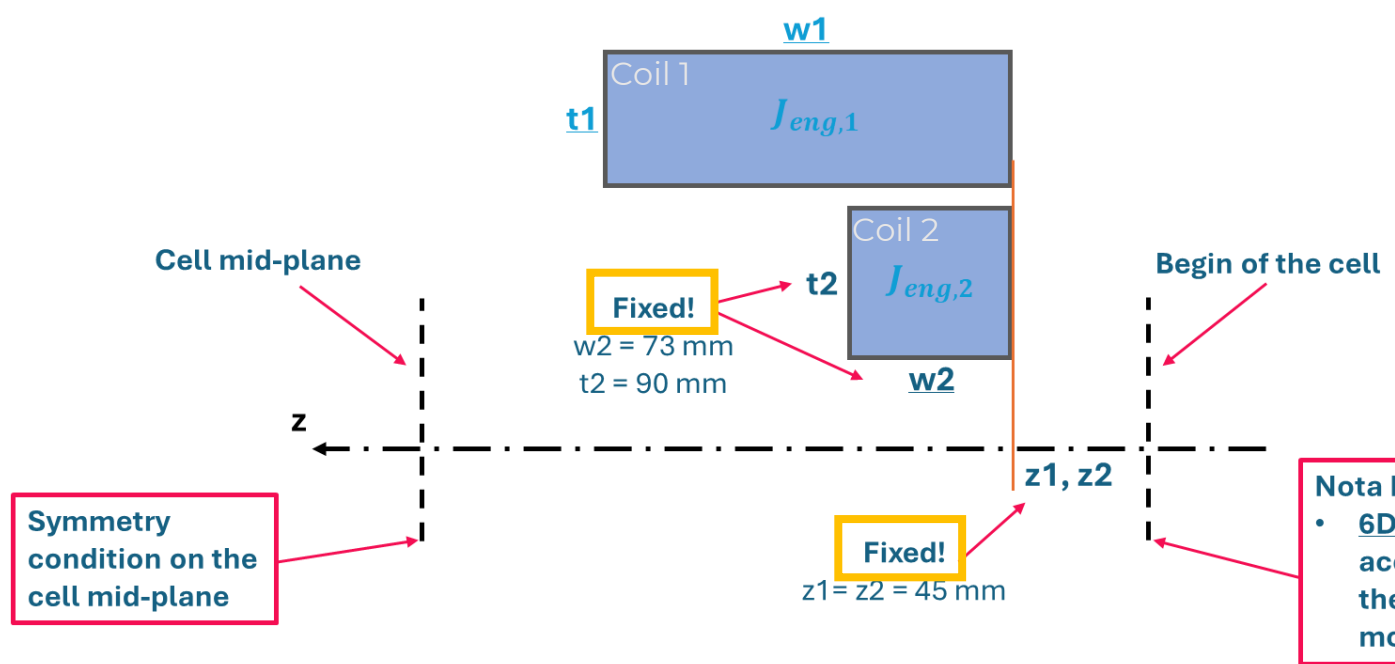 w1
Coil 1
t1
J_eng,1
Coil 2
Cell mid-plane
Begin of the cell
t2
J_eng,2
Fixed!
w2 = 73 mm
t2 = 90 mm
w2
z
z1, z2
Symmetry
condition on the
cell mid-plane
Fixed!
z1= z2 = 45 mm
Nota
•
6D